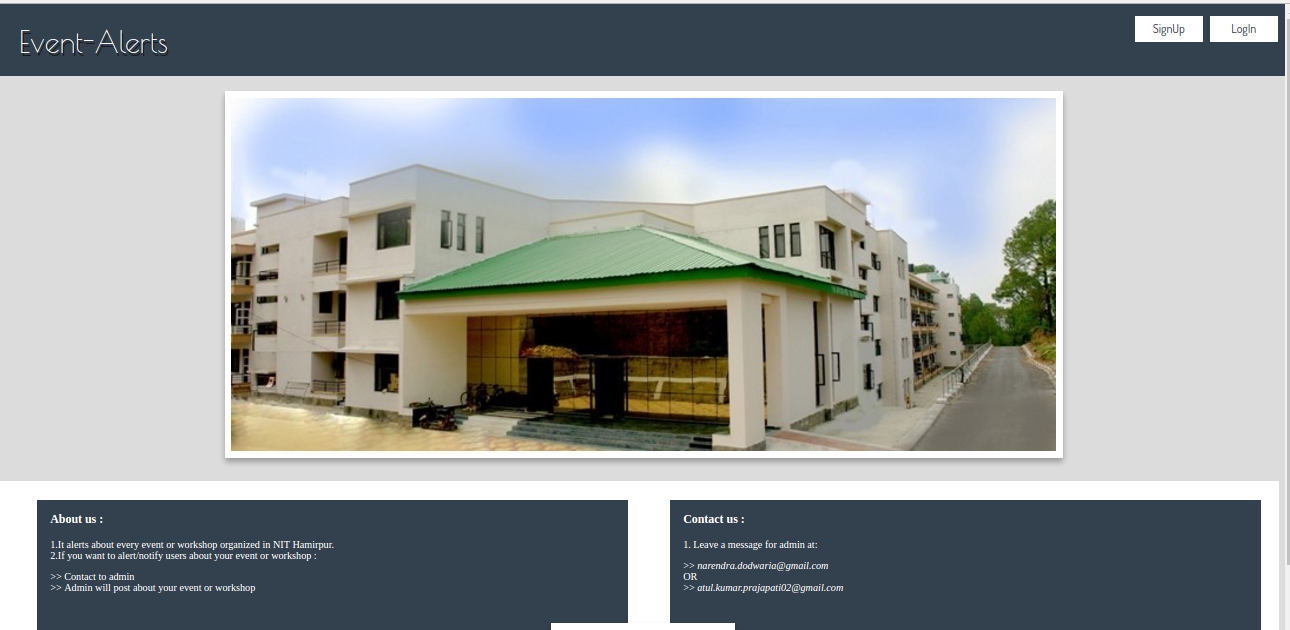 Event-Alerts
SignUp
LogIn
About us :
1.It alerts about every event or workshop organized in NIT Hamirpur.
2.If you want to alert/notify users about your event or workshop :
>> Contact to admin
>> Admin will post about your event or workshop
Contact us :
1. Leave a message for admin at:
>> narendra.dodwaria@gmail.com
OR
>> atul.kumar.prajapati02@gmail.com